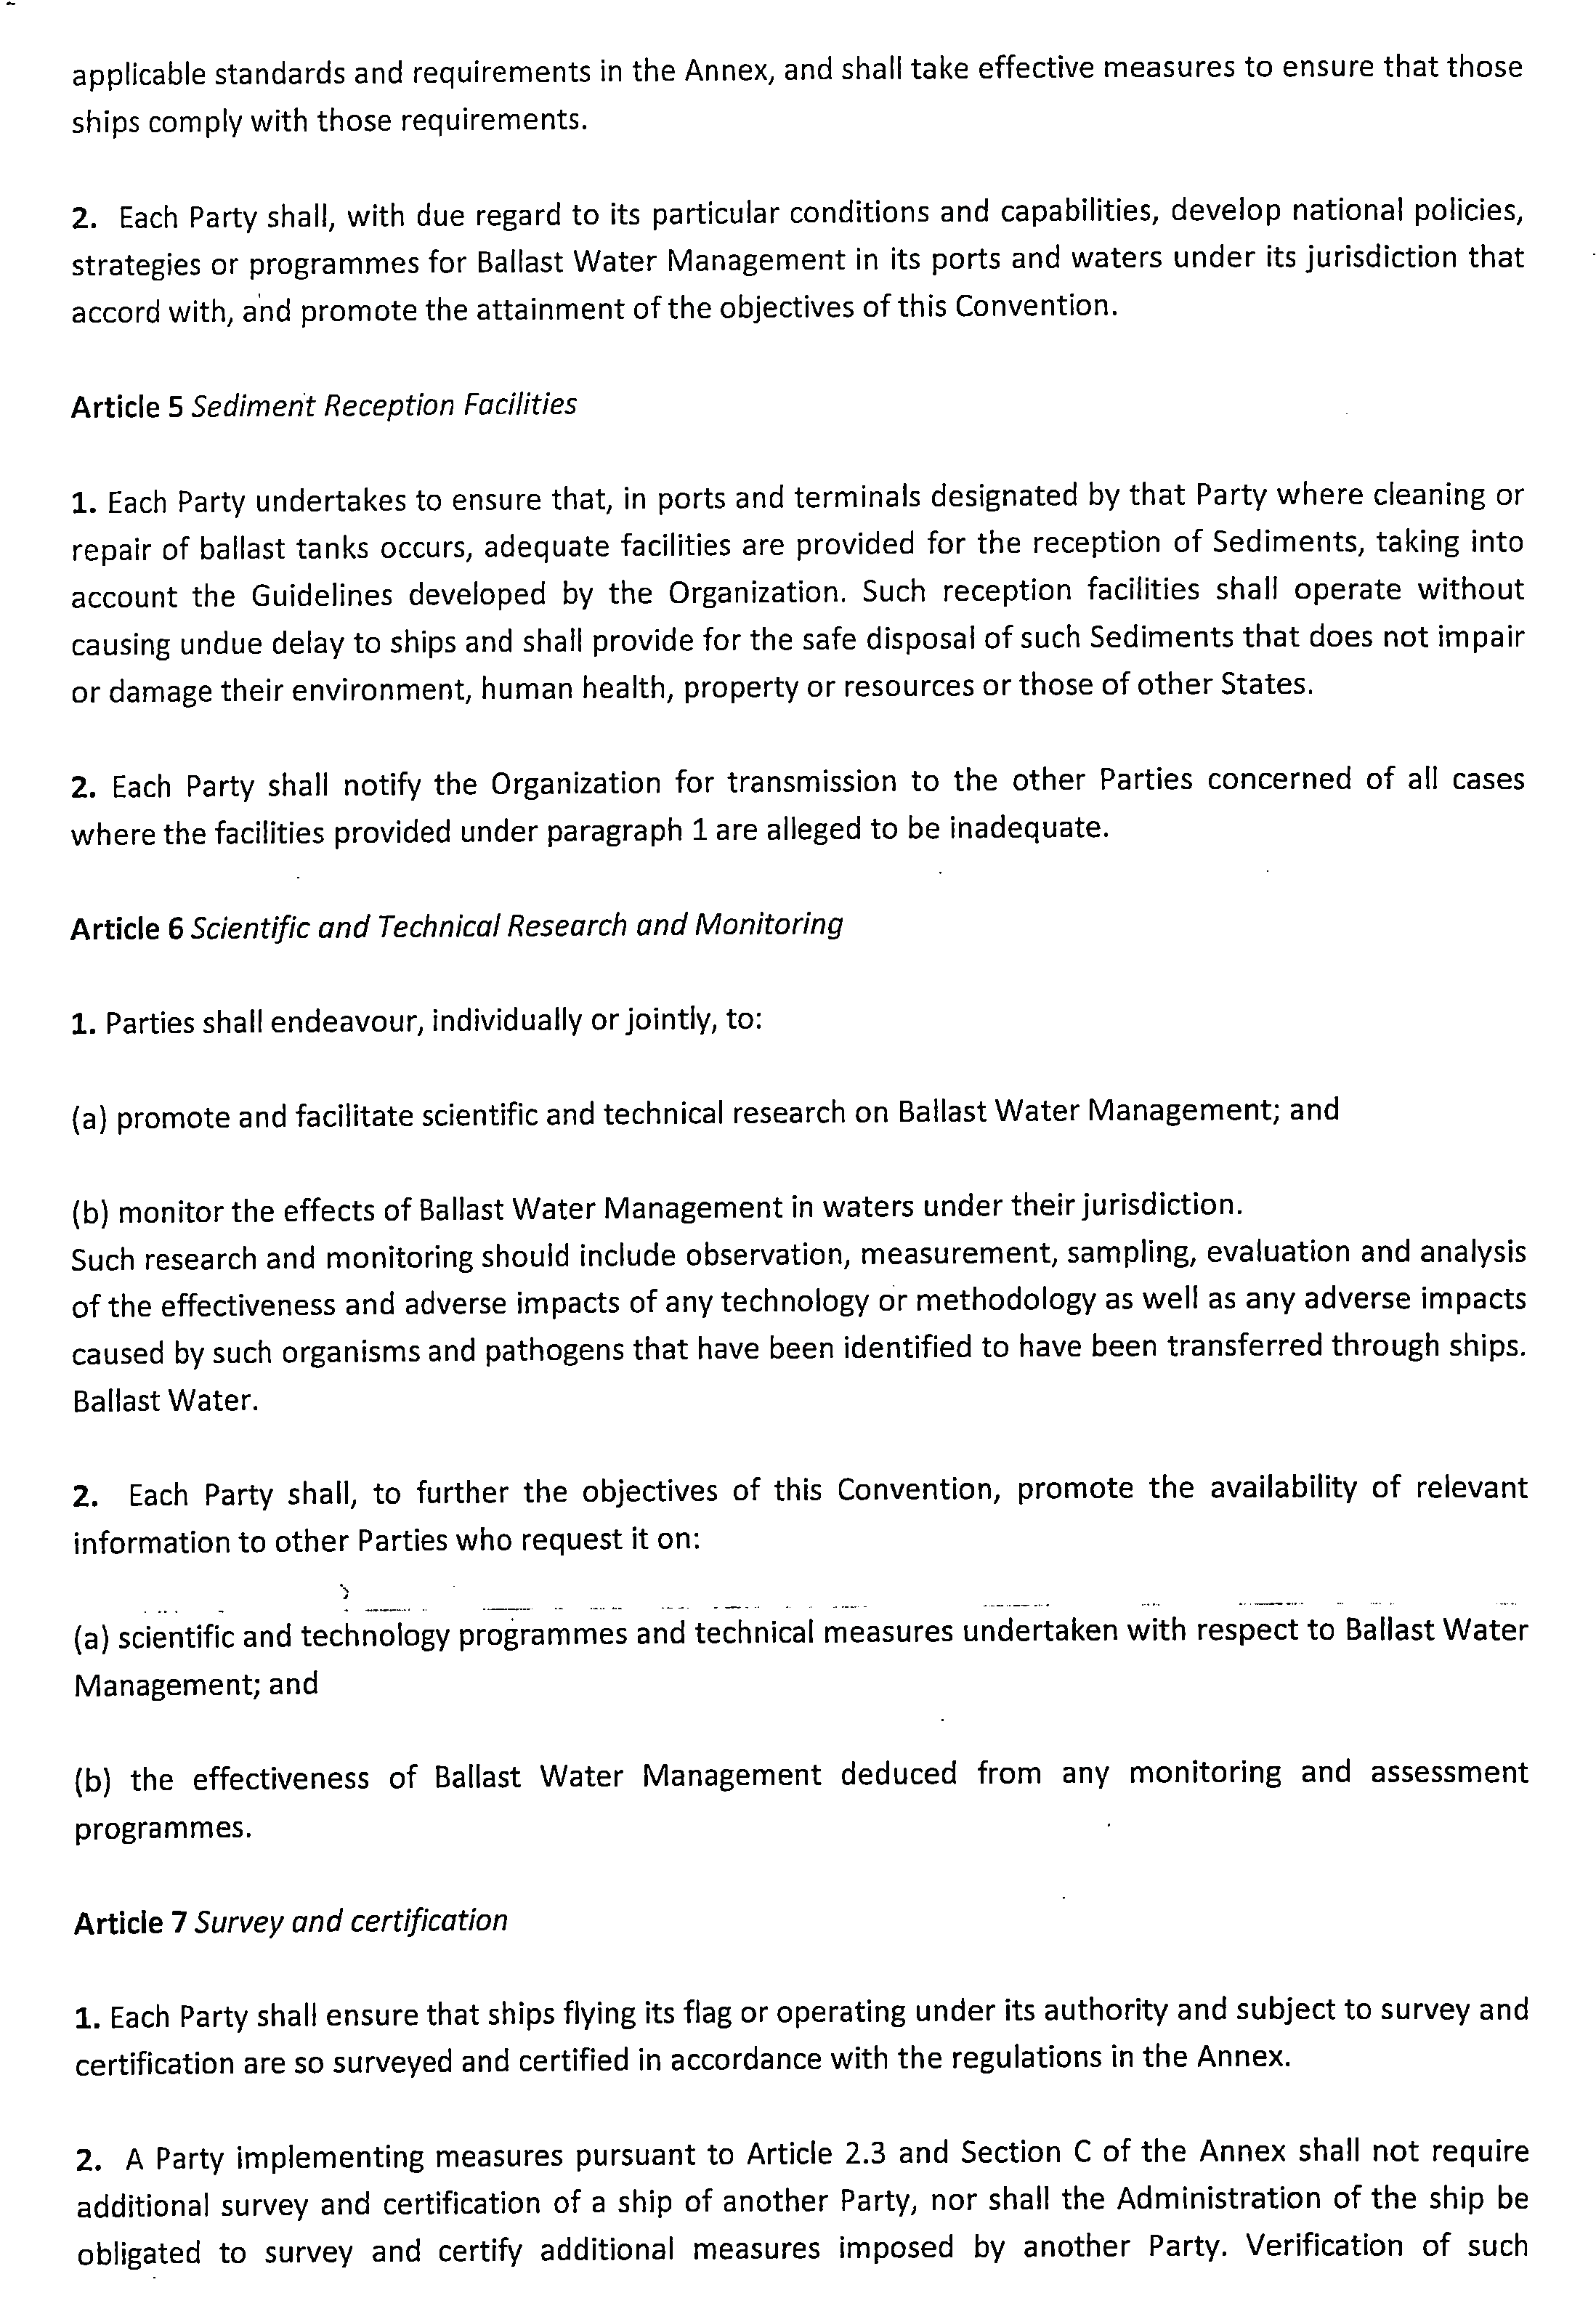 applicable standards and requirements in the Annex, and shall take effective measures to ensure that those
ships comply with those requirements.
2. Each Party shall, with due regard to its particular conditions and capabilities, develop national policies,
strategies or programmes for Ballast Water Management in its ports and waters under its jurisdiction that
accord with, and promote the attainment of the objectives of this Convention.
Article 5 Sediment Reception Facilities
1. Each Party undertakes to ensure that, in ports and terminals designated by that Party where cleaning or
repair of ballast tanks occurs, adequate facilities are provided for the reception of Sediments, taking into
account the Guidelines developed by the Organization. Such reception facilities shall operate without
causing undue delay to ships and shall provide for the safe disposal of such Sediments that does not impair
or damage their environment, human health, property or resources or those of other States.
2. Each Party shall notify the Organization for transmission to the other Parties concerned of all cases
where the facilities provided under paragraph 1 are alleged to be inadequate.
Article 6 Scientific and Technical Research and Monitoring
1. Parties shall endeavour, individually or jointly, to:
(a) promote and facilitate scientific and technical research on Ballast Water Management; and
(b) monitor the effects of Ballast Water Management in waters under their jurisdiction.
Such research and monitoring should include observation, measurement, sampling, evaluation and analysis
of the effectiveness and adverse impacts of any technology or methodology as well as any adverse impacts
caused by such organisms and pathogens that have been identified to have been transferred through ships.
Ballast Water.
2. Each Party shall, to further the objectives of this Convention, promote the availability of relevant
information to other Parties who request it on:
(a) scientific and technology programmes and technical measures undertaken with respect to Ballast Water
Management; and
(b) the effectiveness of Ballast Water Management deduced from any monitoring and assessment
programmes.
Article 7 Survey and certification
1. Each Party shall ensure that ships flying its flag or operating under its authority and subject to survey and
certification are so surveyed and certified in accordance with the regulations in the Annex.
2. A Party implementing measures pursuant to Article 2.3 and Section C of the Annex shall not require
additional survey and certification of a ship of another Party, nor shall the Administration of the ship be
obligated to survey and certify additional measures imposed by another Party. Verification of such